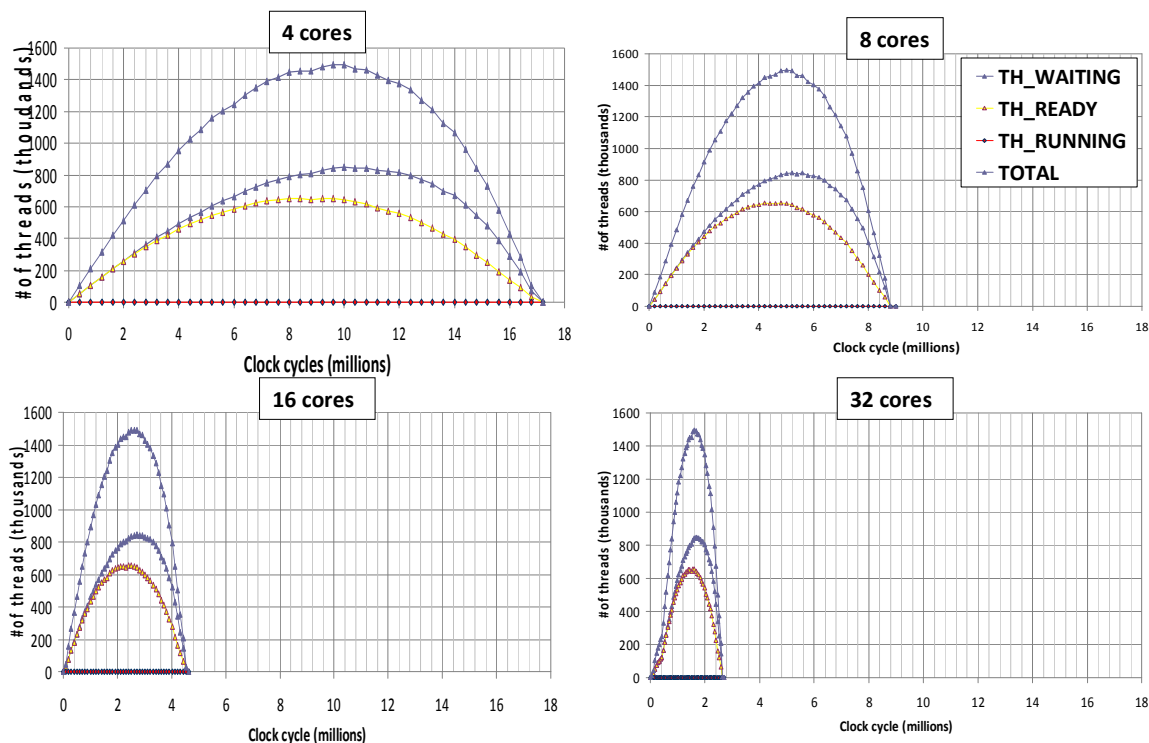 4 cores
1600
1400
1200
1000
800
600
400
200
0
# of threads (thoudands)
0 2 4 6 8 10 12 14 16 18
Clock cycles (millions)
8 cores
1600
1400
1200
1000
800
600
400
200
0
#of threads (thousands)
0 2 4 6 8 10 12 14 16 18
Clock cycle (millions)
TH_WAITING
TH_READY
TH_RUNNING
TOTAL
16 cores
1600
1400
1200
1000
800
600
400
200
0
#of threads (thousands)
0 2 4 6 8 10 12 14 16 18
Clock cycle (millions)
32 cores
1600
1400
1200
1000
800
600
400
200
0
#of threads (thousands)
0 2 4 6 8 10 12 14 16 18
Clock cycle (millions)